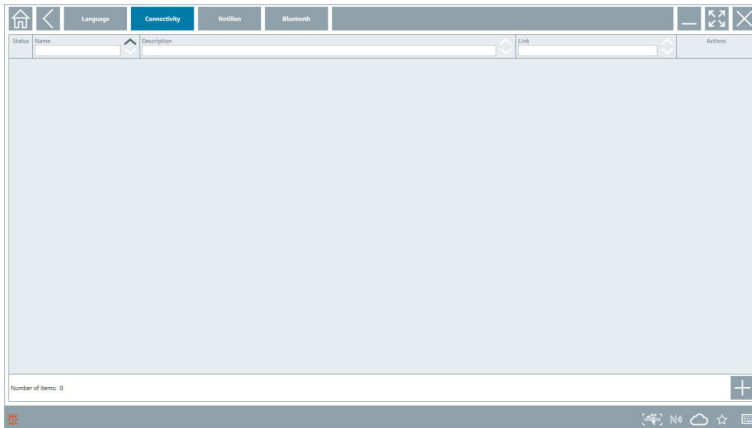 Language Connectivity Netilion Bluetooth
Status Name Description Link Actions
Number of Items: 0